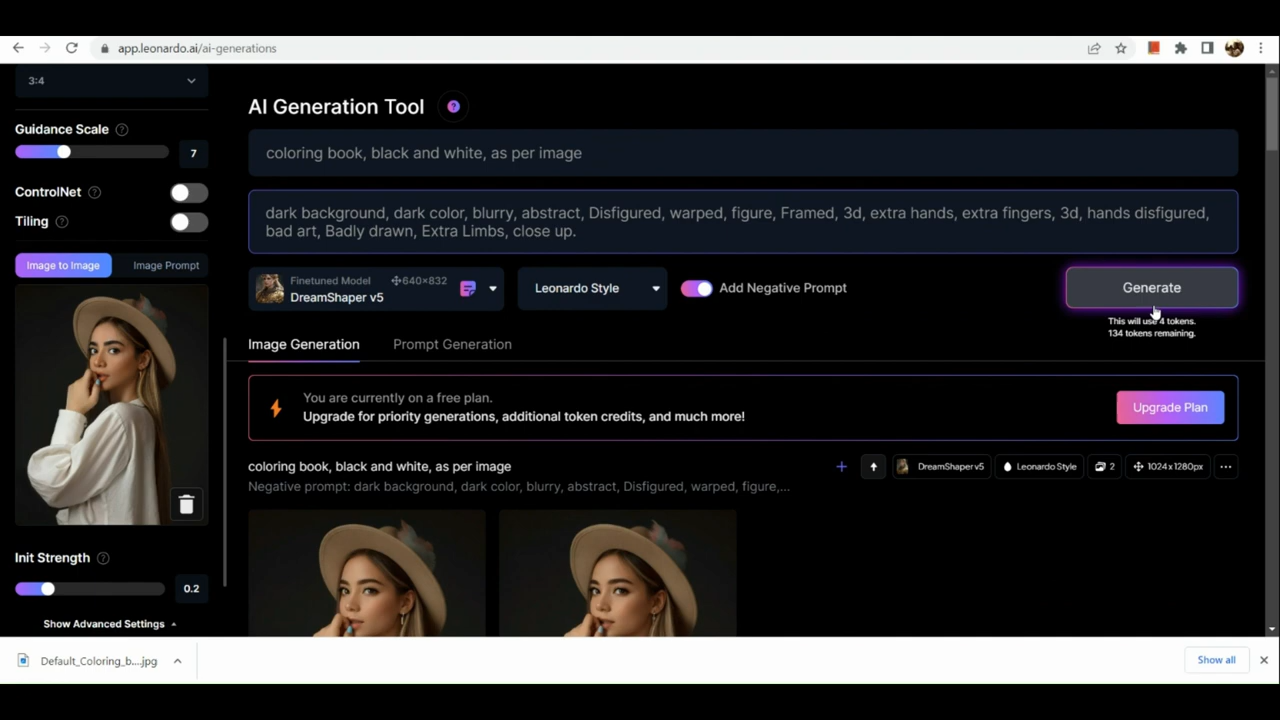 app.leonardo.ai/ai-generations
3:4
Guidance Scale ?
7
ControlNet ?
Tiling ?
Image to Image Image Prompt
Init Strength ?
0.2
Show Advanced Settings
AI Generation Tool ?
coloring book, black and white, as per image
dark background, dark color, blurry, abstract, Disfigured, warped, figure, Framed, 3d, extra hands, extra fingers, 3d, hands disfigured,
bad art, Badly drawn, Extra Limbs, close up.
Finetuned Model 640×832
DreamShaper v5
Leonardo Style
Add Negative Prompt
Generate
This will use 4 tokens.
134 tokens remaining.
Image Generation Prompt Generation
You are currently on a free plan.
Upgrade for priority generations, additional token credits, and much more!
Upgrade Plan
coloring book, black and white, as per image
DreamShaper v5 Leonardo Style 2 1024x1280px
Negative prompt: dark background, dark color, blurry, abstract, Disfigured, warped, figure,...
Default_Coloring_b....jpg
Show all